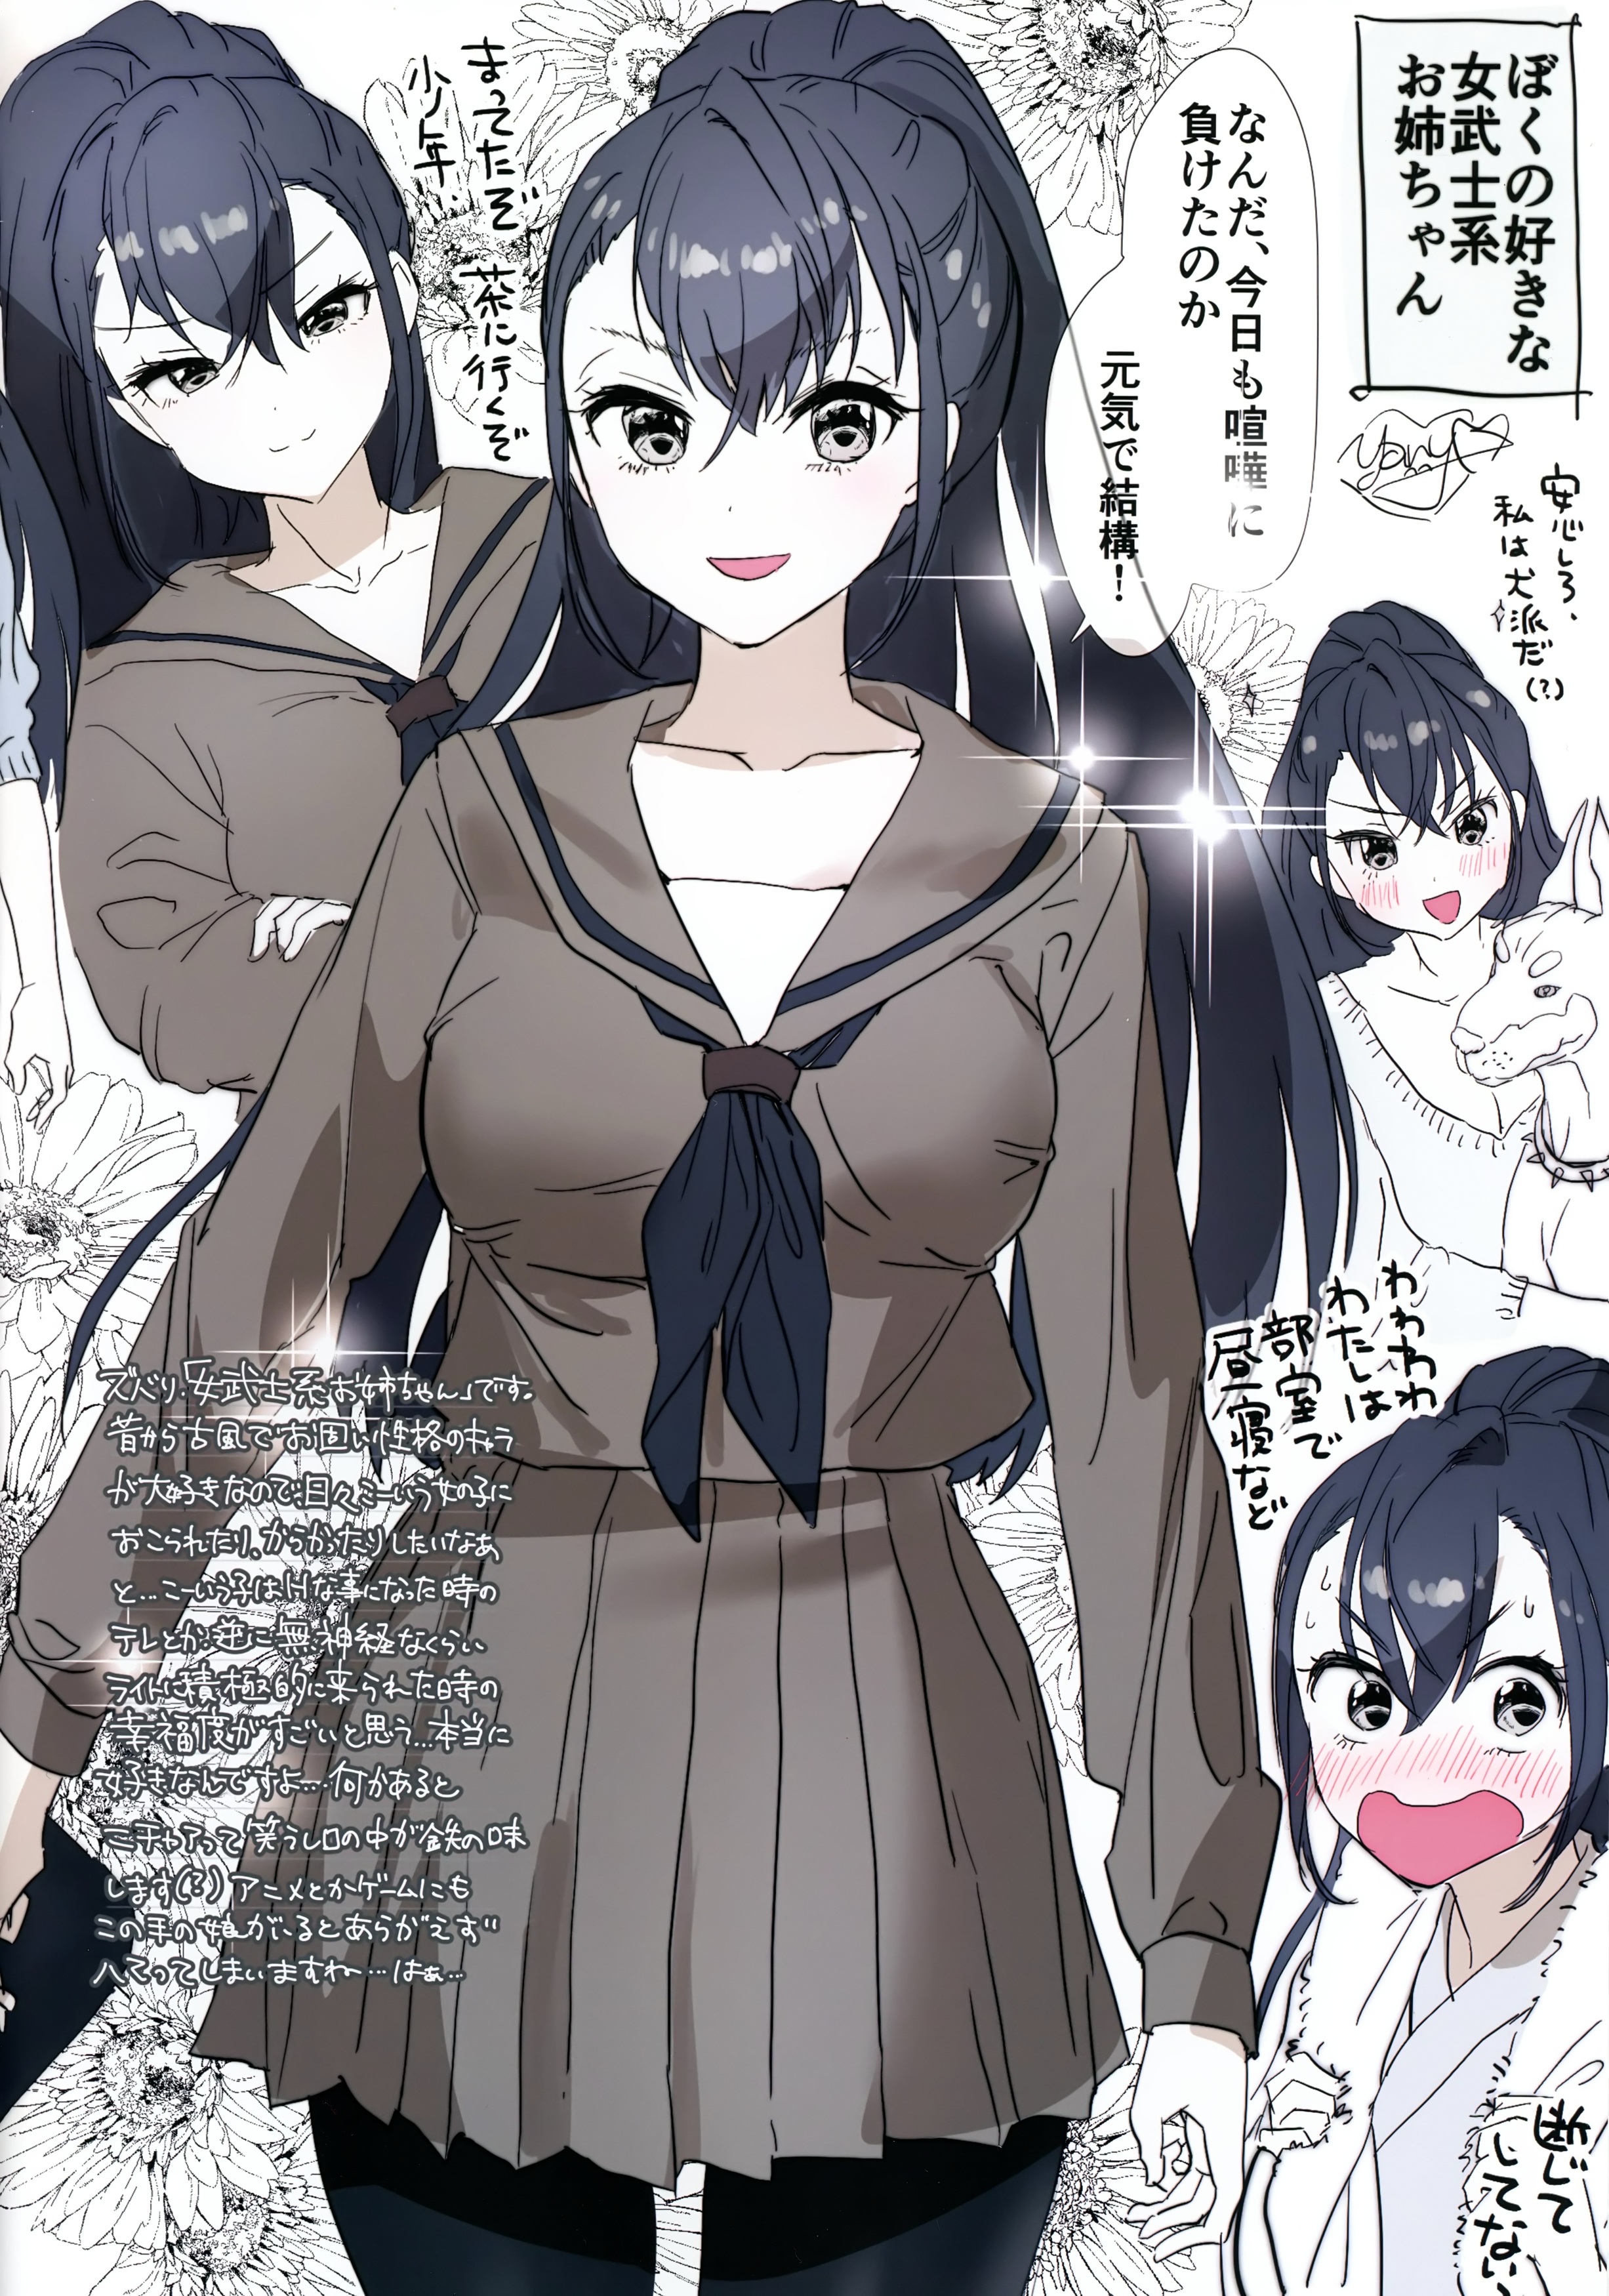 ぼくの好きな
女武士系
お姉ちゃん
なんだ、今日も喧嘩に
負けたのか
元気で結構!
まってたぞ
少年.
茶に行くぞ
安心しろ、
私は犬派だ(?)
わわわわ
わたしは
部室で
昼寝など
断じて
してない
ズバリ「女武士系お姉ちゃん」です。
昔から古風でお固い性格のキャラ
が大好きなので日々こーいう女の子に
おこられたり、からかったりしたいなぁ
と…こーいう子はHな事になった時の
テレとか逆に無神経なくらい
ライトに積極的に来られた時の
幸福度がすごいと思う…本当に
好きなんですよ…何かあると
ニチャアって笑うし口の中が鉄の味
します(?)アニメとかゲームにも
この手の娘がいるとあらがえず
ハマってしまいますねー…はぁ…